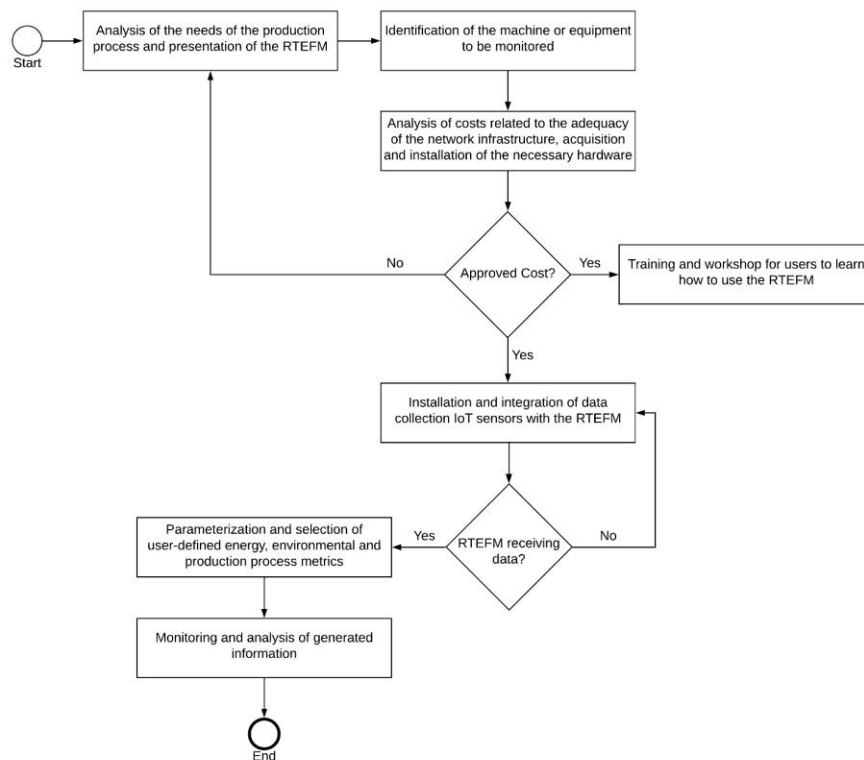 Start
Analysis of the needs of the production
process and presentation of the RTEFM
Identification of the machine or equipment
to be monitored
Analysis of costs related to the adequacy
of the network infrastructure, acquisition
and installation of the necessary hardware
No
Approved Cost?
Yes
Training and workshop for users to learn
how to use the RTEFM
Yes
Installation and integration of data
collection IoT sensors with the RTEFM
Parameterization and selection of
user-defined energy, environmental and
production process metrics
Yes
RTEFM receiving
data?
No
Monitoring and analysis of generated
information
End